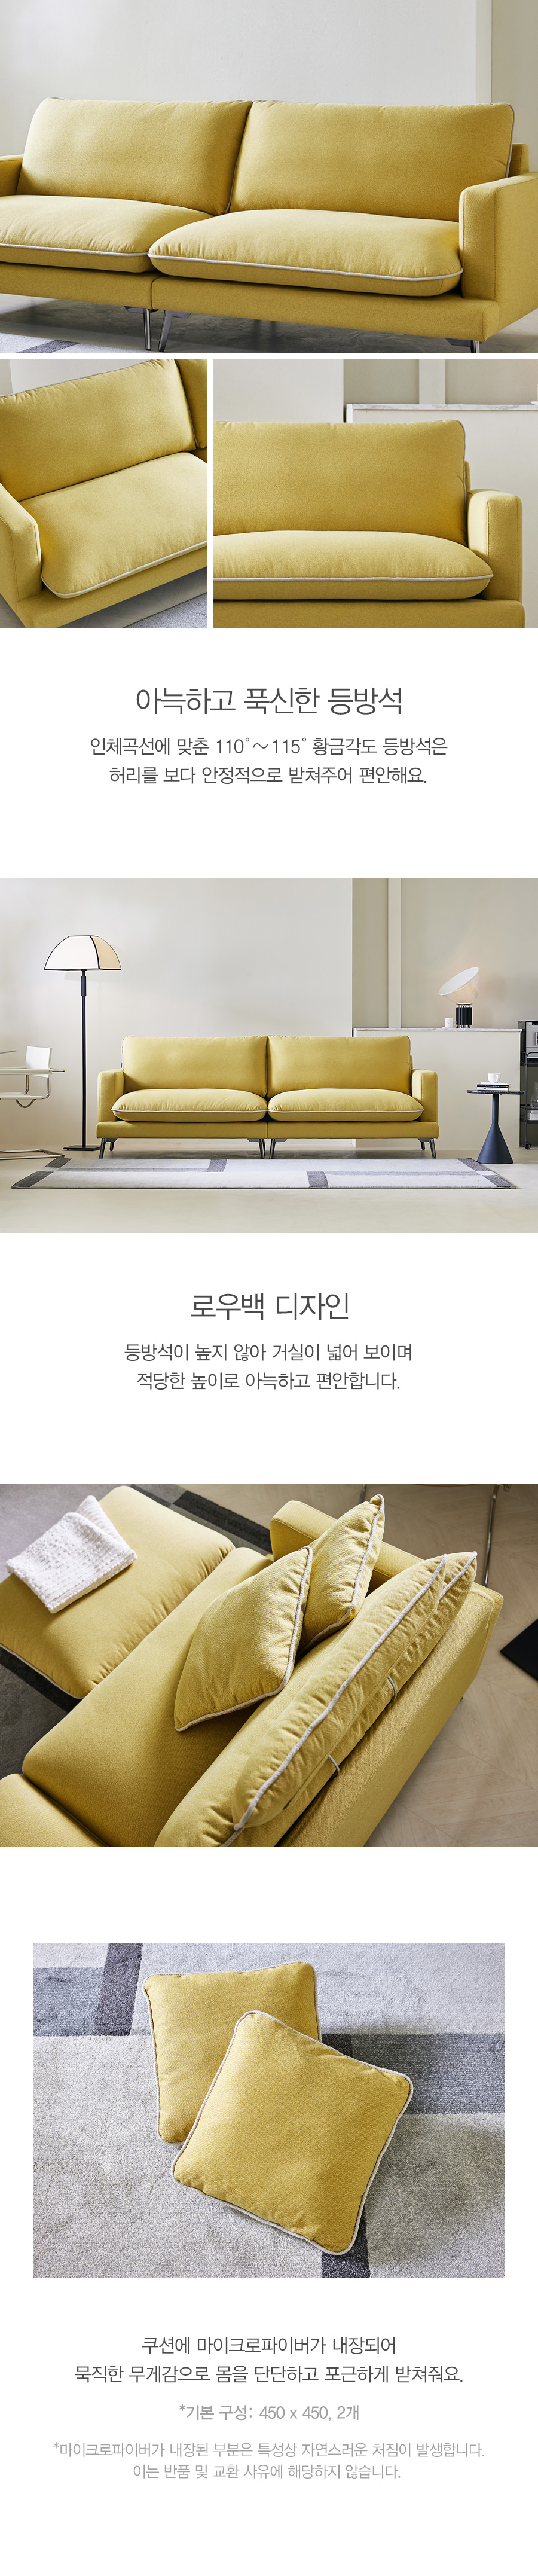 아늑하고 푹신한 등방석
인체곡선에 맞춘 110°~115° 황금각도 등방석은
허리를 보다 안정적으로 받쳐주어 편안해요.
로우백 디자인
등방석이 높지 않아 거실이 넓어 보이며
적당한 높이로 아늑하고 편안합니다.
쿠션에 마이크로파이버가 내장되어
묵직한 무게감으로 몸을 단단하고 포근하게 받쳐줘요.
*기본 구성: 450 x 450, 2개
*마이크로파이버가 내장된 부분은 특성상 자연스러운 처짐이 발생합니다.
이는 반품 및 교환 사유에 해당하지 않습니다.